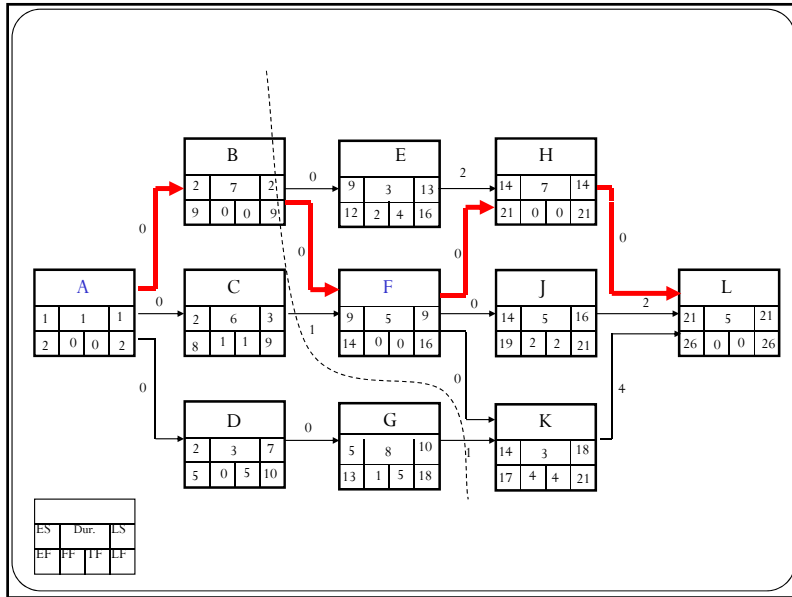 B
2 7 2
9 0 0 9
0
E
9 3 13
12 2 4 16
2
H
14 7 14
21 0 0 21
0
0
0
0
A
1 1 1
2 0 0 2
0
C
2 6 3
8 1 1 9
1
F
9 5 9
14 0 0 16
0
J
14 5 16
19 2 2 21
2
L
21 5 21
26 0 0 26
0
0
4
D
2 3 7
5 0 5 10
0
G
5 8 10
13 1 5 18
1
K
14 3 18
17 4 4 21
ES Dur. LS
EF FF TF LF